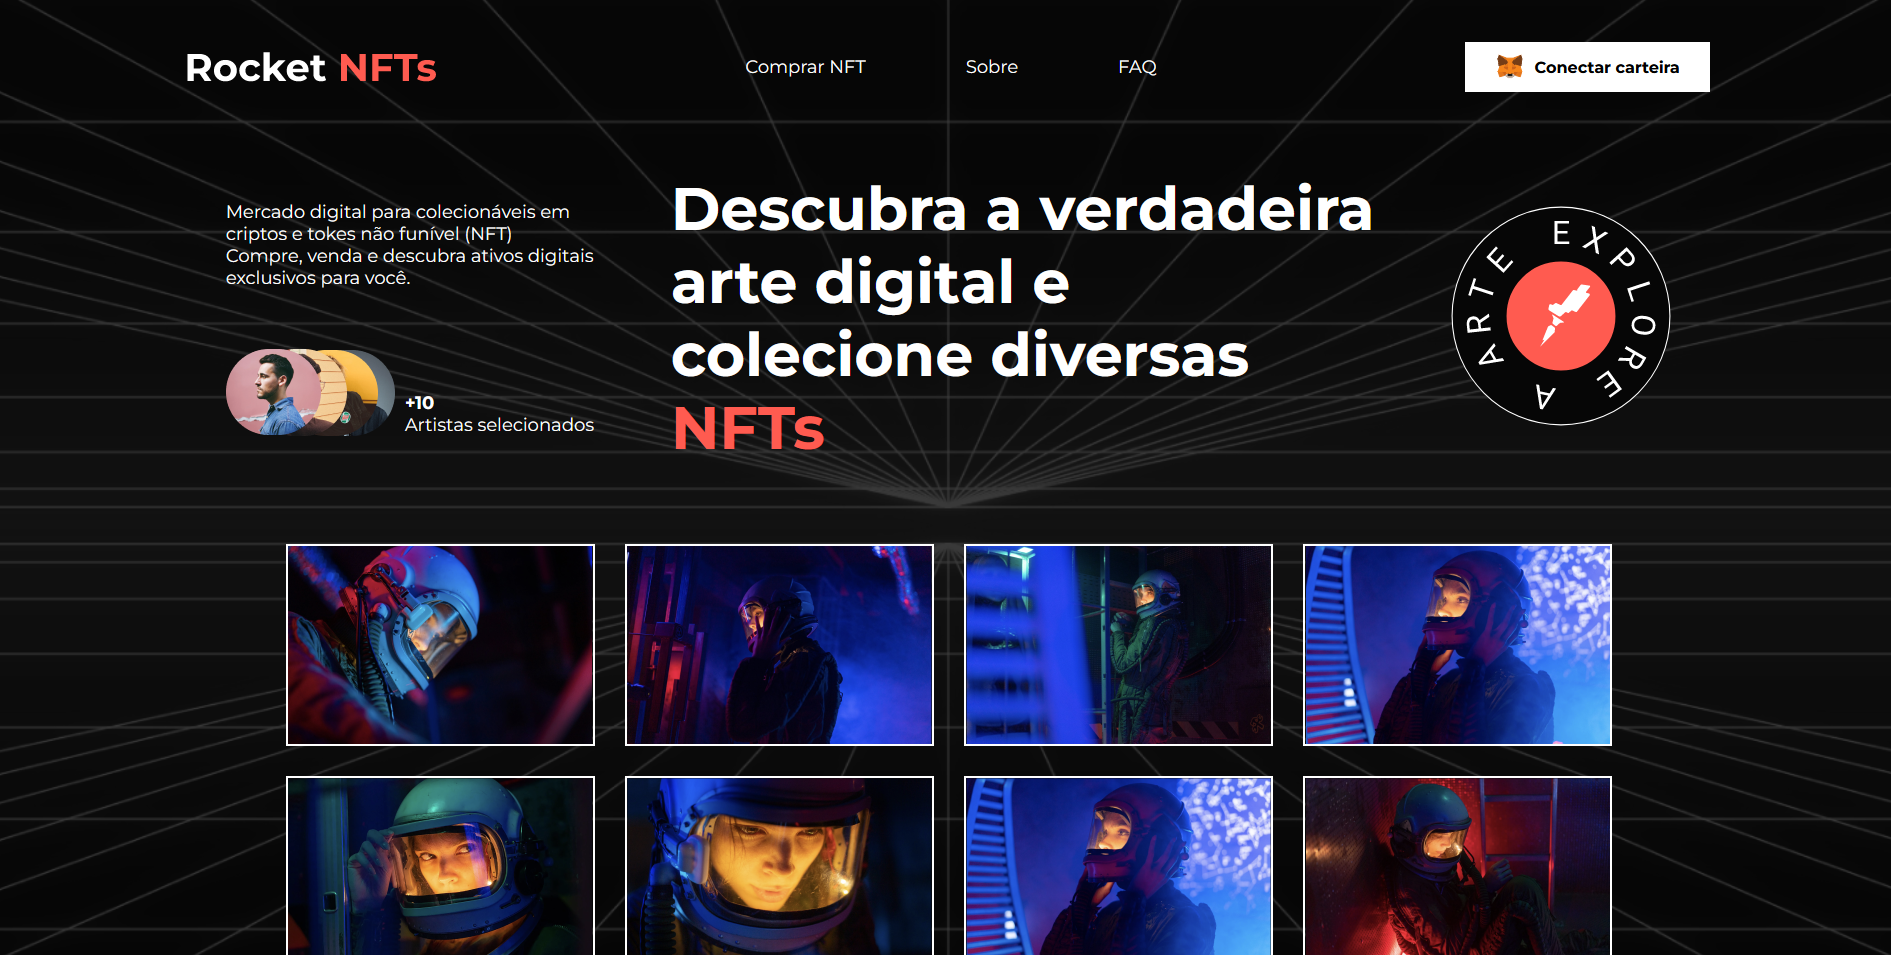 Rocket NFTs
Comprar NFT
Sobre
FAQ
Conectar carteira
Mercado digital para colecionáveis em
criptos e tokes não funível (NFT)
Compre, venda e descubra ativos digitais
exclusivos para você.
+10
Artistas selecionados
Descubra a verdadeira
arte digital e
colecione diversas
NFTs
EXPLORE A ARTE